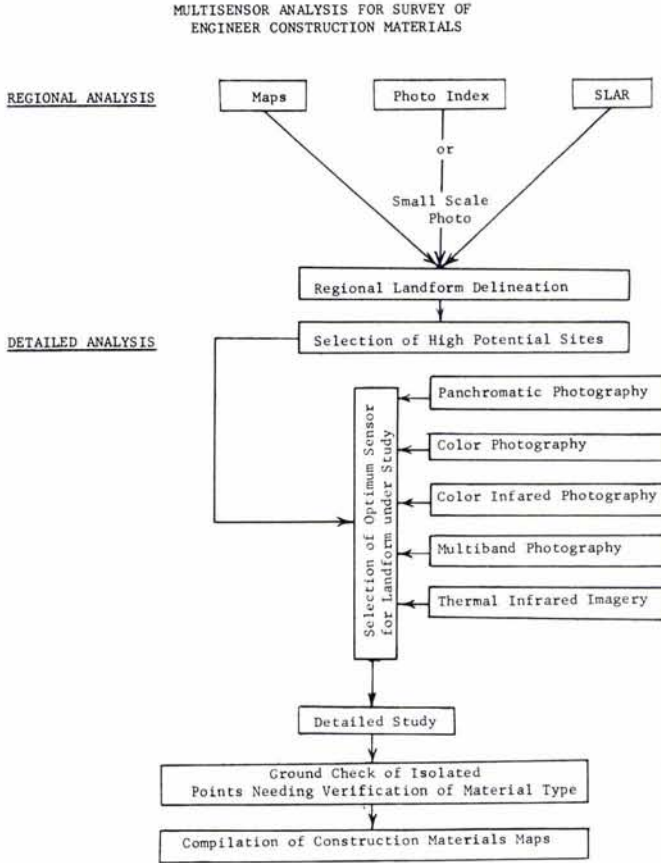 MULTISENSOR ANALYSIS FOR SURVEY OF
ENGINEER CONSTRUCTION MATERIALS
REGIONAL ANALYSIS
Maps
Photo Index
SLAR
or
Small Scale
Photo
Regional Landform Delineation
DETAILED ANALYSIS
Selection of High Potential Sites
Selection of Optimum Sensor
for Landform under Study
Panchromatic Photography
Color Photography
Color Infared Photography
Multiband Photography
Thermal Infrared Imagery
Detailed Study
Ground Check of Isolated
Points Needing Verification of Material Type
Compilation of Construction Materials Maps